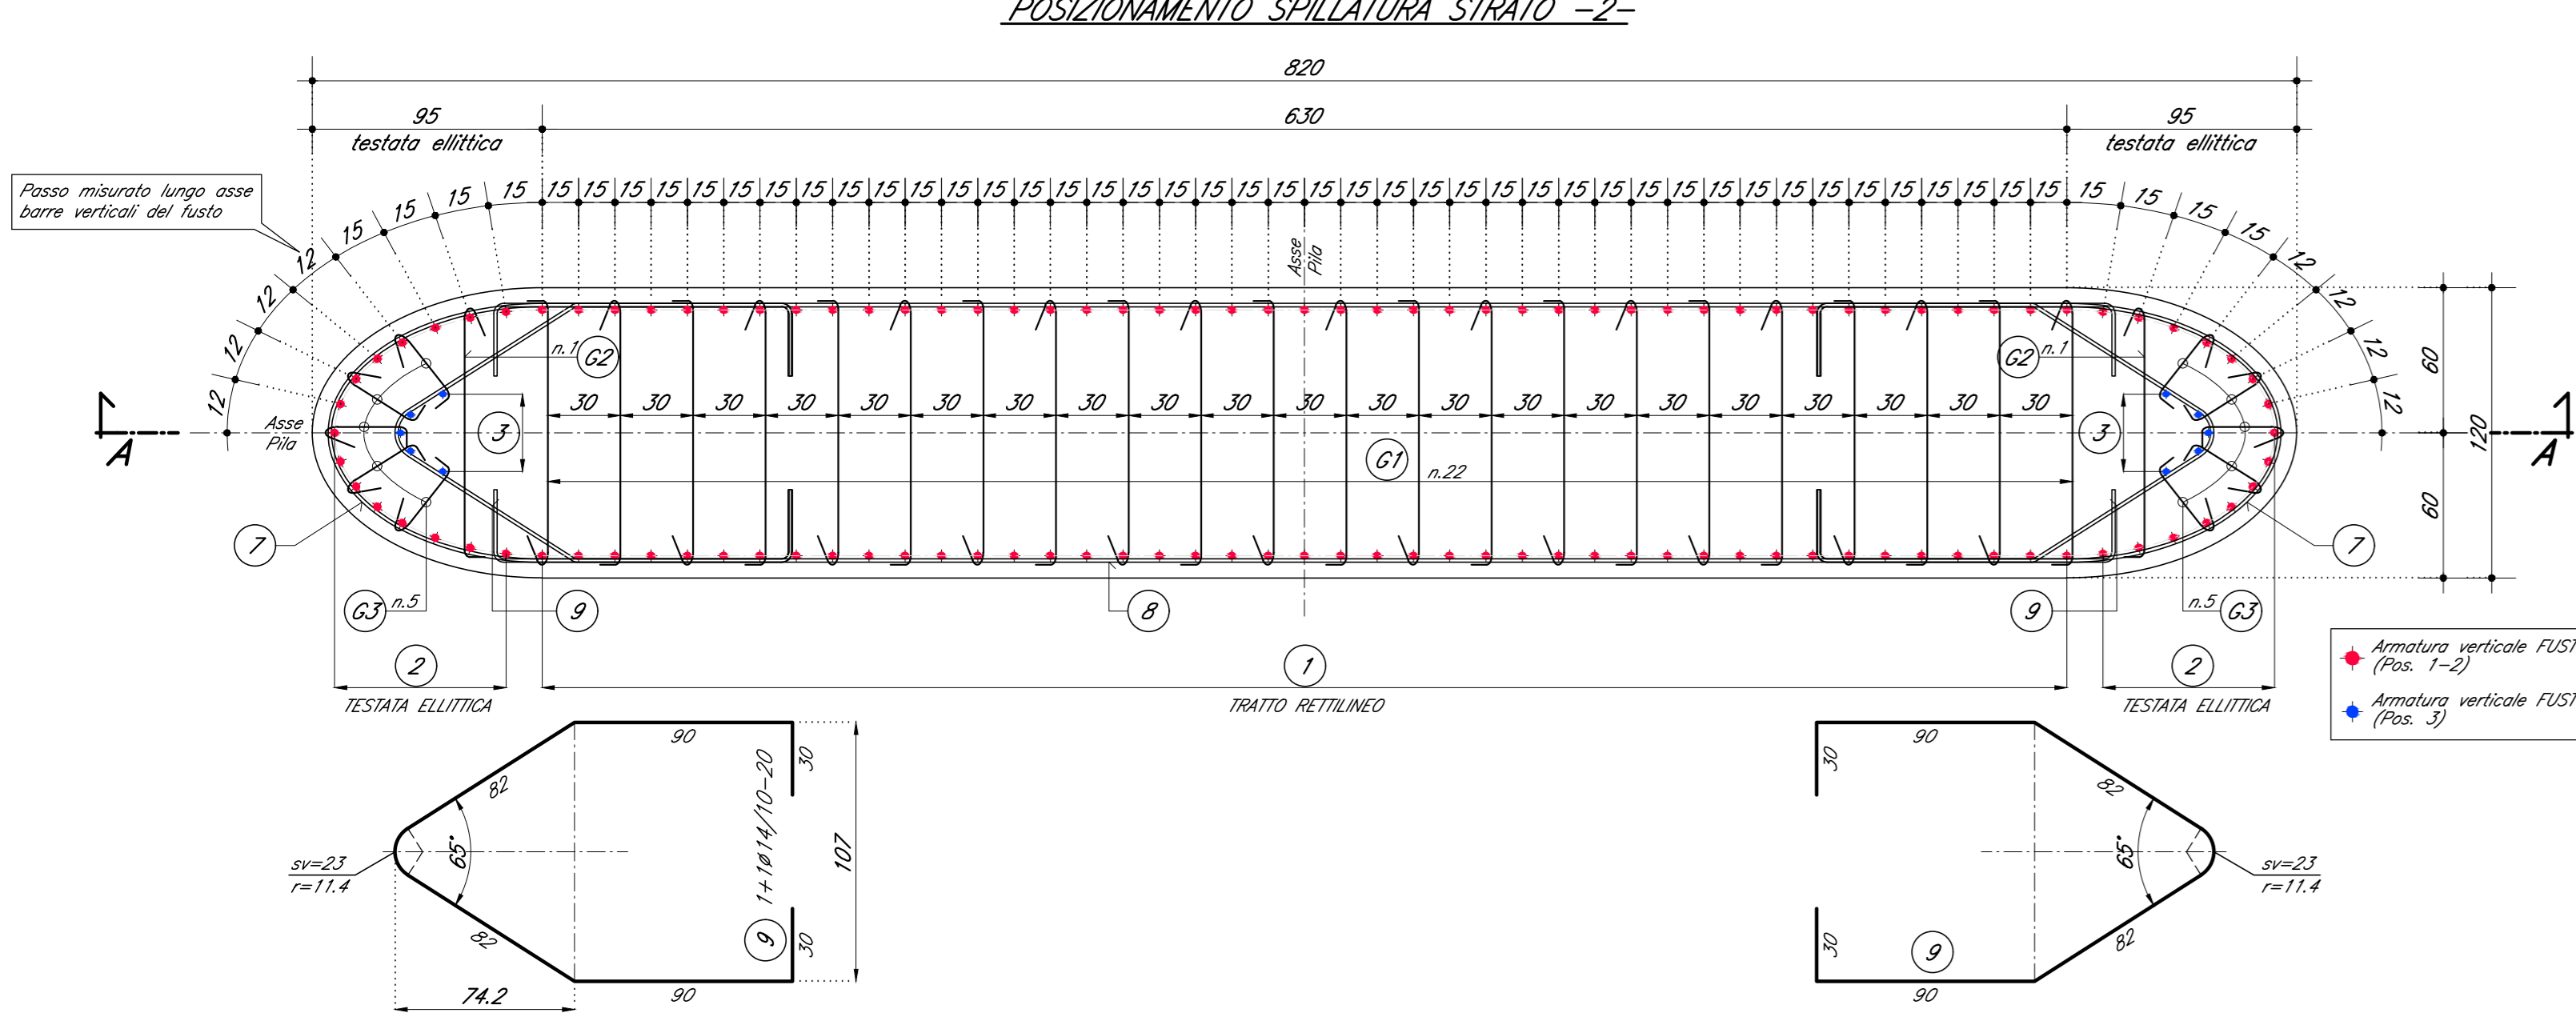 POSIZIONAMENTO SPILLATURA STRATO -2-
820
95 630 95
testata ellittica testata ellittica
Passo misurato lungo asse
barre verticali del fusto
12 12 12 12 15 15 15 15
15 15 15 15 15 15 15 15 15 15 15 15 15 15 15 15 15 15 15 15 15 15 15 15 15 15 15 15 15 15 15 15 15 15 15 15 15 15 15 15 15 15
15 15 15 15 12 12 12 12
Asse
Pila
n.1 G2
G2 n.1
30 30 30 30 30 30 30 30 30 30 30 30 30 30 30 30 30 30 30 30 30
60
60
120
A
Asse
Pila
3
3
A
G1
n.22
7
7
G3 n.5
9
8
9
n.5 G3
2
1
2
TESTATA ELLITTICA
TRATTO RETTILINEO
TESTATA ELLITTICA
Armatura verticale FUST
(Pos. 1-2)
Armatura verticale FUST
(Pos. 3)
90
30
82
65°
82
sv=23
r=11.4
9 1+1ø14/10-20
107
30
90
74.2
90
30
82
65°
82
sv=23
r=11.4
30
9
90